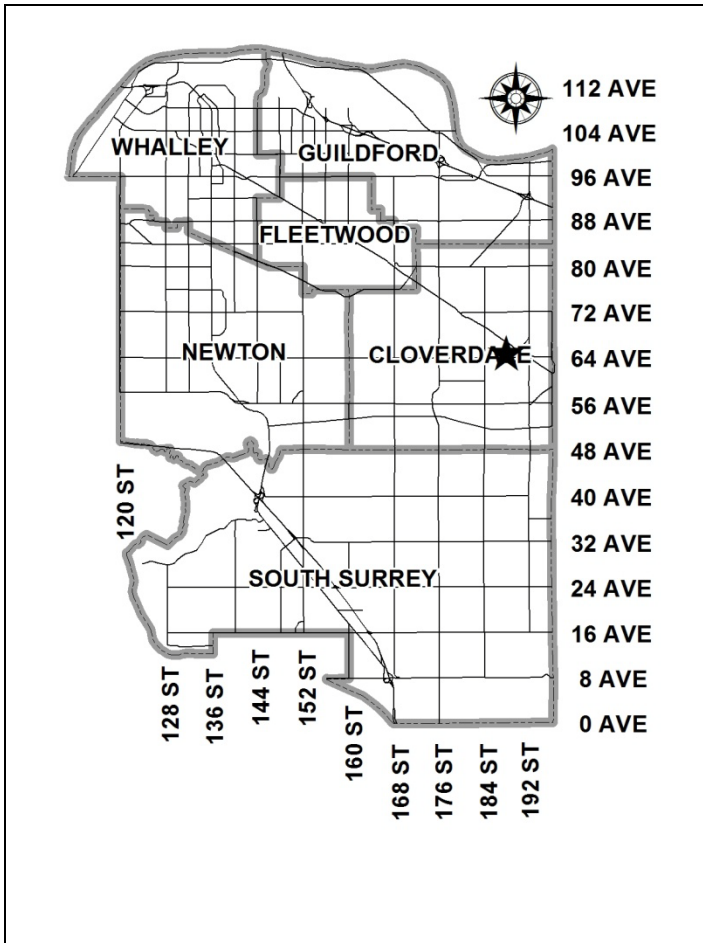 112 AVE
104 AVE
WHALLEY
GUILDFORD
96 AVE
88 AVE
FLEETWOOD
80 AVE
72 AVE
NEWTON
CLOVERDALE
64 AVE
56 AVE
48 AVE
120 ST
40 AVE
32 AVE
SOUTH SURREY
24 AVE
16 AVE
8 AVE
0 AVE
128 ST
136 ST
144 ST
152 ST
160 ST
168 ST
176 ST
184 ST
192 ST